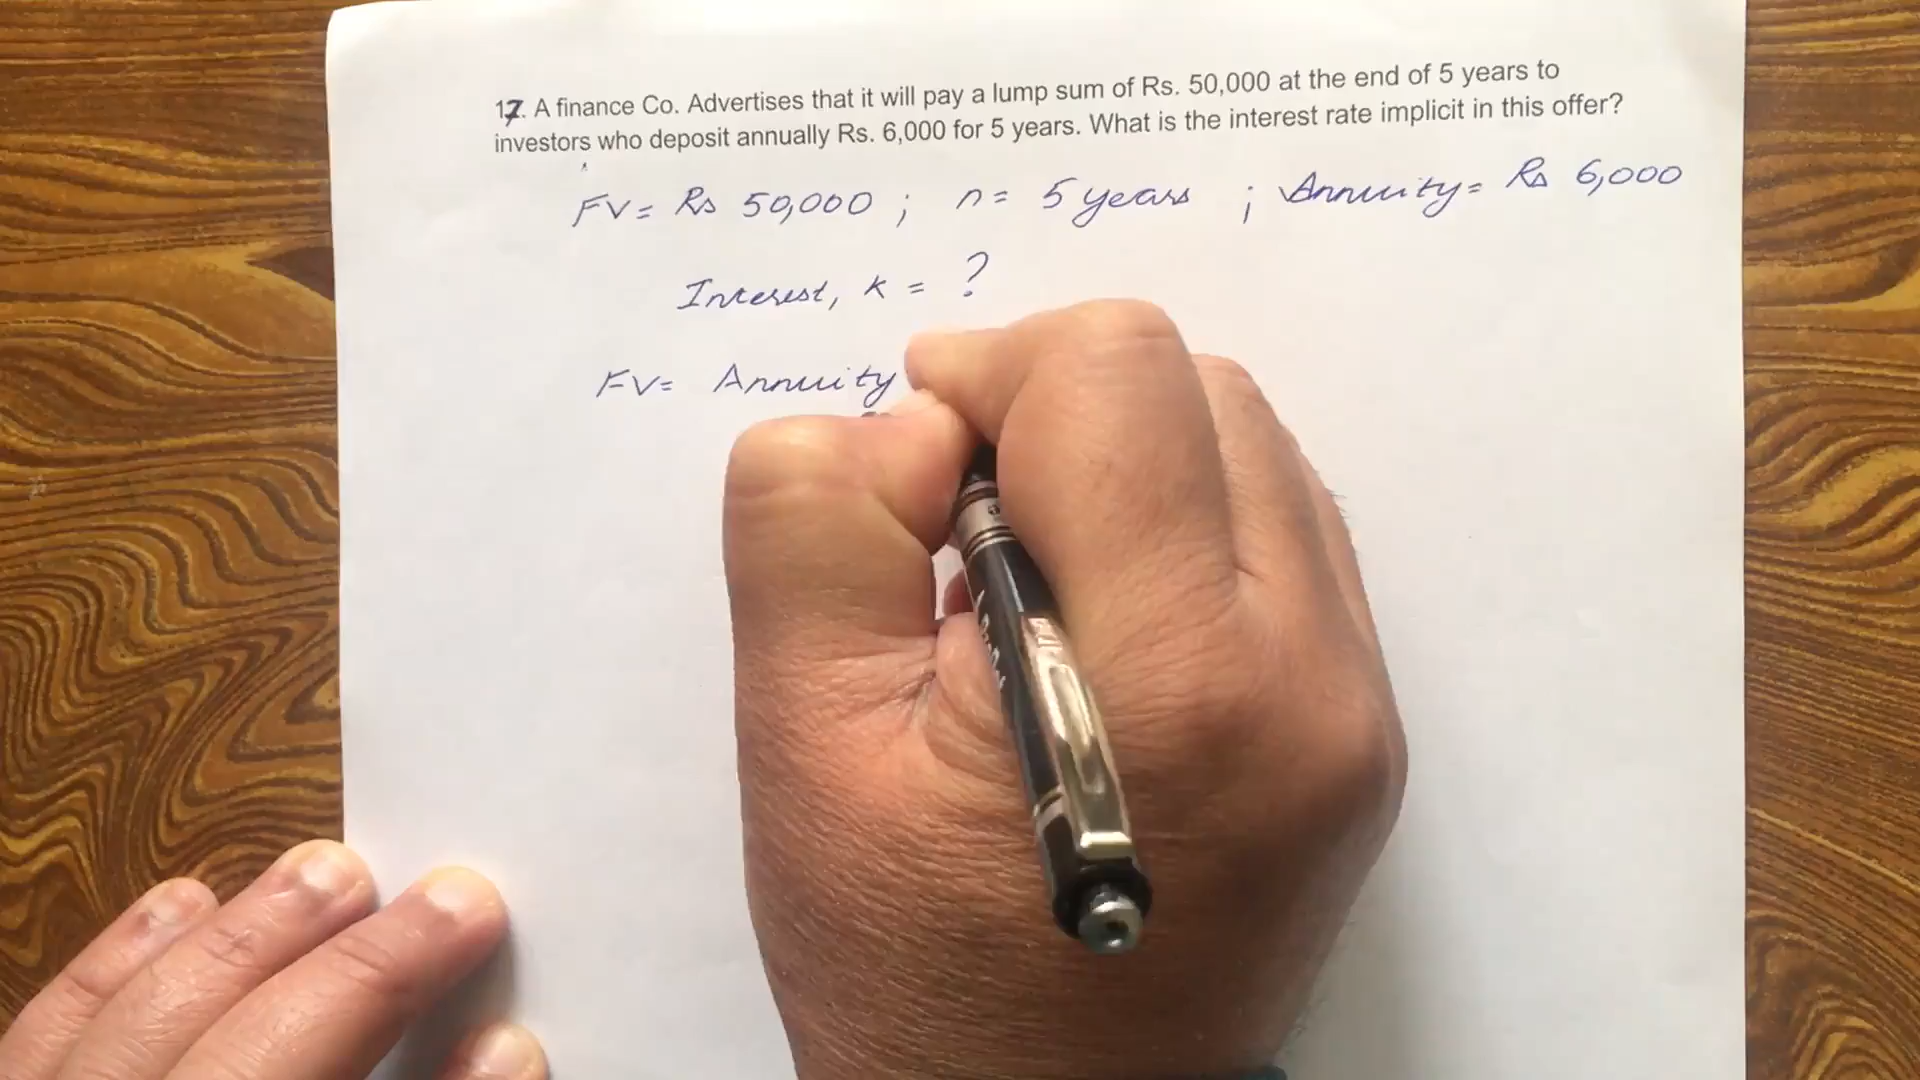 17. A finance Co. Advertises that it will pay a lump sum of Rs. 50,000 at the end of 5 years to
investors who deposit annually Rs. 6,000 for 5 years. What is the interest rate implicit in this offer?
FV = Rs 50,000 ; n = 5 years ; Annuity = Rs 6,000
Interest, k = ?
FV = Annuity